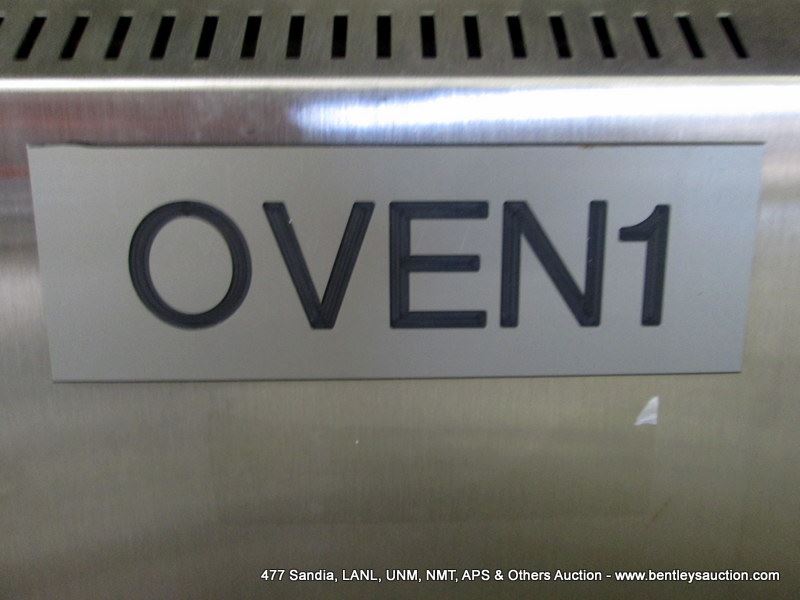 OVEN1
477 Sandia, LANL, UNM, NMT, APS & Others Auction - www.bentleysauction.com